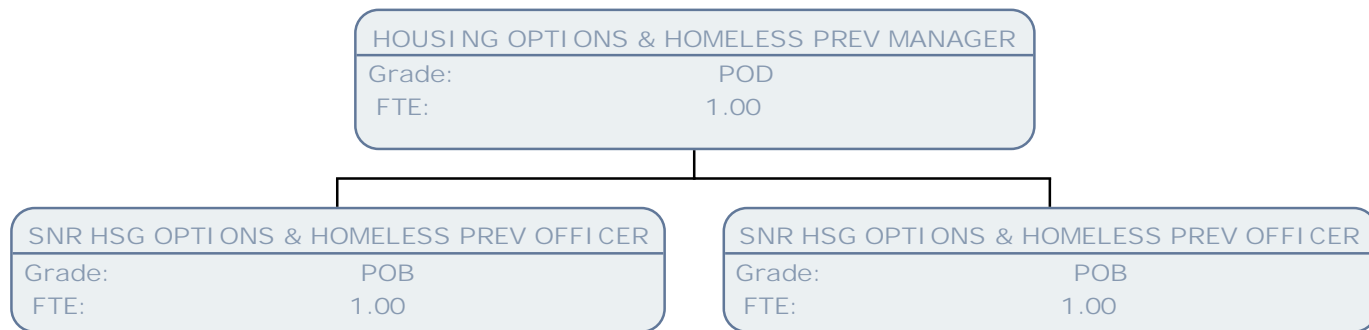 HOUSING OPTIONS & HOMELESS PREV MANAGER
Grade: POD
FTE: 1.00
SNR HSG OPTIONS & HOMELESS PREV OFFICER
Grade: POB
FTE: 1.00
SNR HSG OPTIONS & HOMELESS PREV OFFICER
Grade: POB
FTE: 1.00